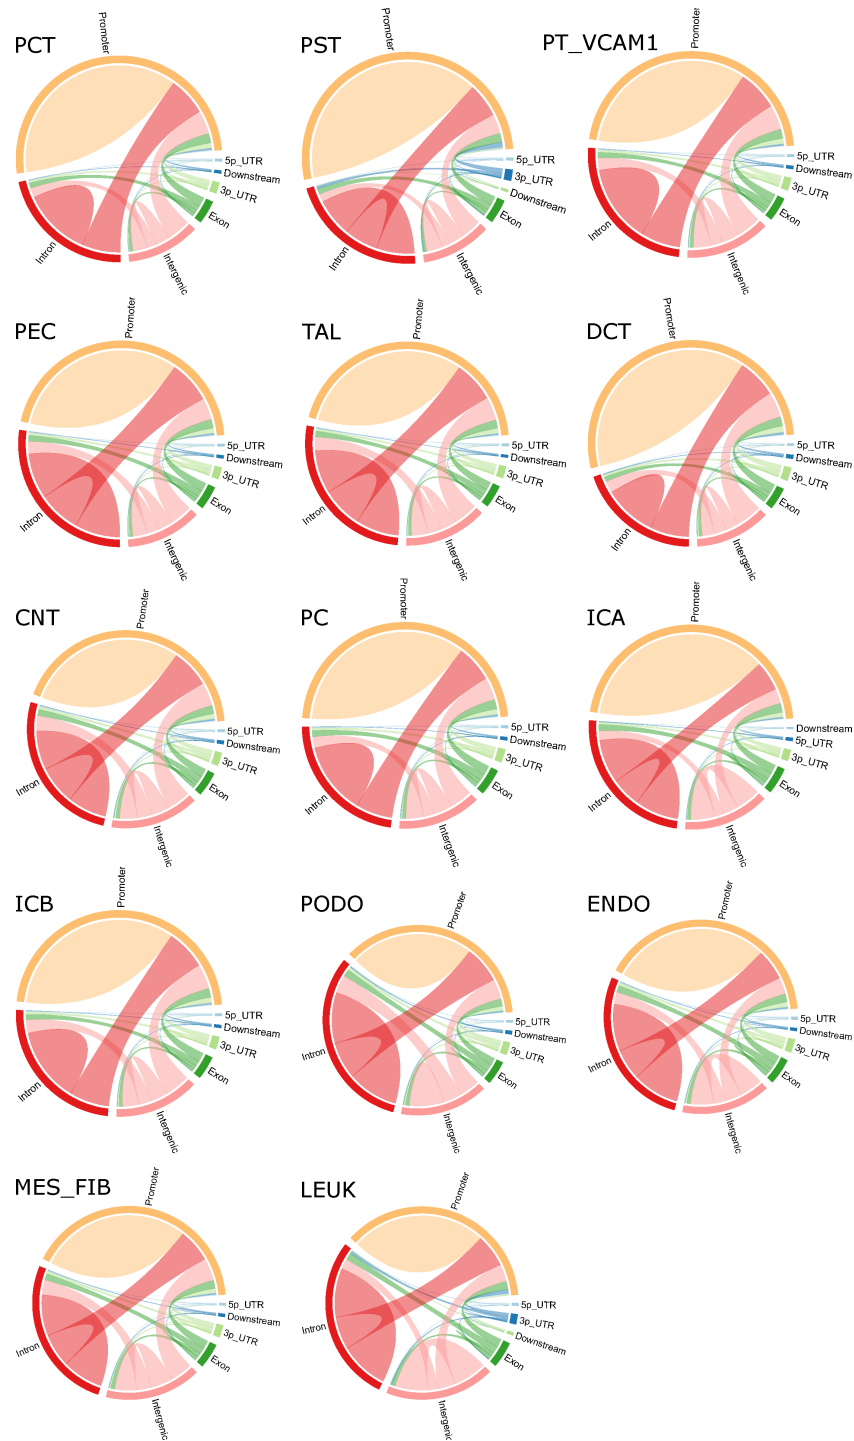 PCT
Promoter
5p_UTR
Downstream
3p_UTR
Exon
Intergenic
Intron
PST
Promoter
5p_UTR
3p_UTR
Downstream
Exon
Intergenic
Intron
PT_VCAM1
Promoter
5p_UTR
Downstream
3p_UTR
Exon
Intergenic
Intron
PEC
Promoter
5p_UTR
Downstream
3p_UTR
Exon
Intergenic
Intron
TAL
Promoter
5p_UTR
Downstream
3p_UTR
Exon
Intergenic
Intron
DCT
Promoter
5p_UTR
Downstream
3p_UTR
Exon
Intergenic
Intron
CNT
Promoter
5p_UTR
Downstream
3p_UTR
Exon
Intergenic
Intron
PC
Promoter
5p_UTR
Downstream
3p_UTR
Exon
Intergenic
Intron
ICA
Promoter
Downstream
5p_UTR
3p_UTR
Exon
Intergenic
Intron
ICB
Promoter
5p_UTR
Downstream
3p_UTR
Exon
Intergenic
Intron
PODO
Promoter
5p_UTR
Downstream
3p_UTR
Exon
Intergenic
Intron
ENDO
Promoter
5p_UTR
Downstream
3p_UTR
Exon
Intergenic
Intron
MES_FIB
Promoter
5p_UTR
Downstream
3p_UTR
Exon
Intergenic
Intron
LEUK
Promoter
5p_UTR
3p_UTR
Downstream
Exon
Intergenic
Intron